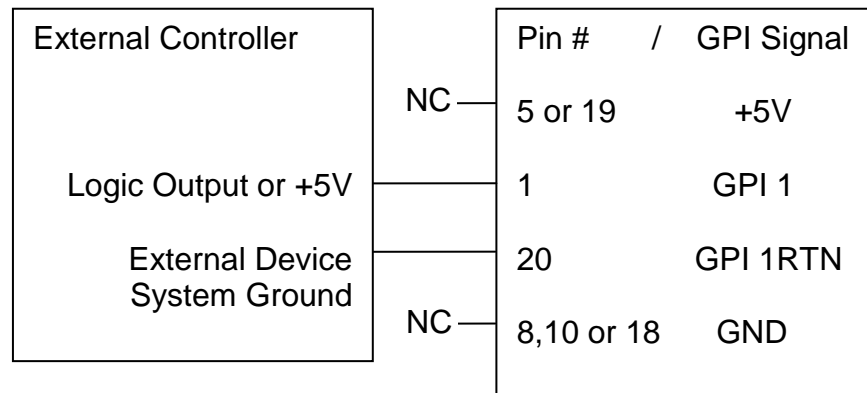 External Controller
Logic Output or +5V
External Device
System Ground
NC
NC
Pin # / GPI Signal
5 or 19 +5V
1 GPI 1
20 GPI 1RTN
8,10 or 18 GND